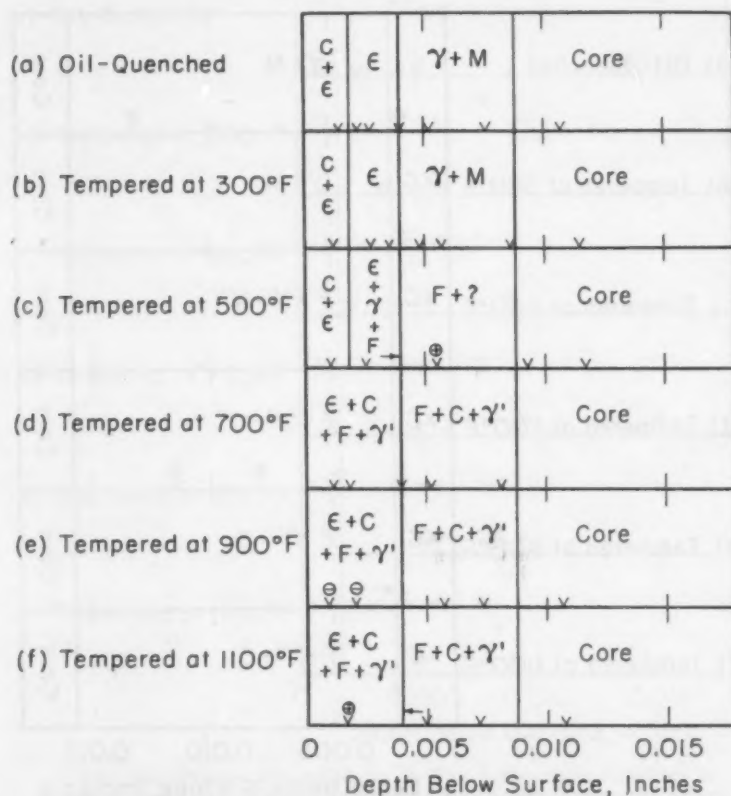 (a) Oil-Quenched
C + ε
ε
γ+M
Core
(b) Tempered at 300°F
C + ε
ε
γ+M
Core
(c) Tempered at 500°F
C + ε
ε + γ + F
F+?
Core
⊕
(d) Tempered at 700°F
ε+C
+F+γ'
F+C+γ'
Core
(e) Tempered at 900°F
ε+C
+F+γ'
F+C+γ'
Core
⊖ ⊖
(f) Tempered at 1100°F
ε+C
+F+γ'
F+C+γ'
Core
⊕
0 0.005 0.010 0.015
Depth Below Surface, Inches